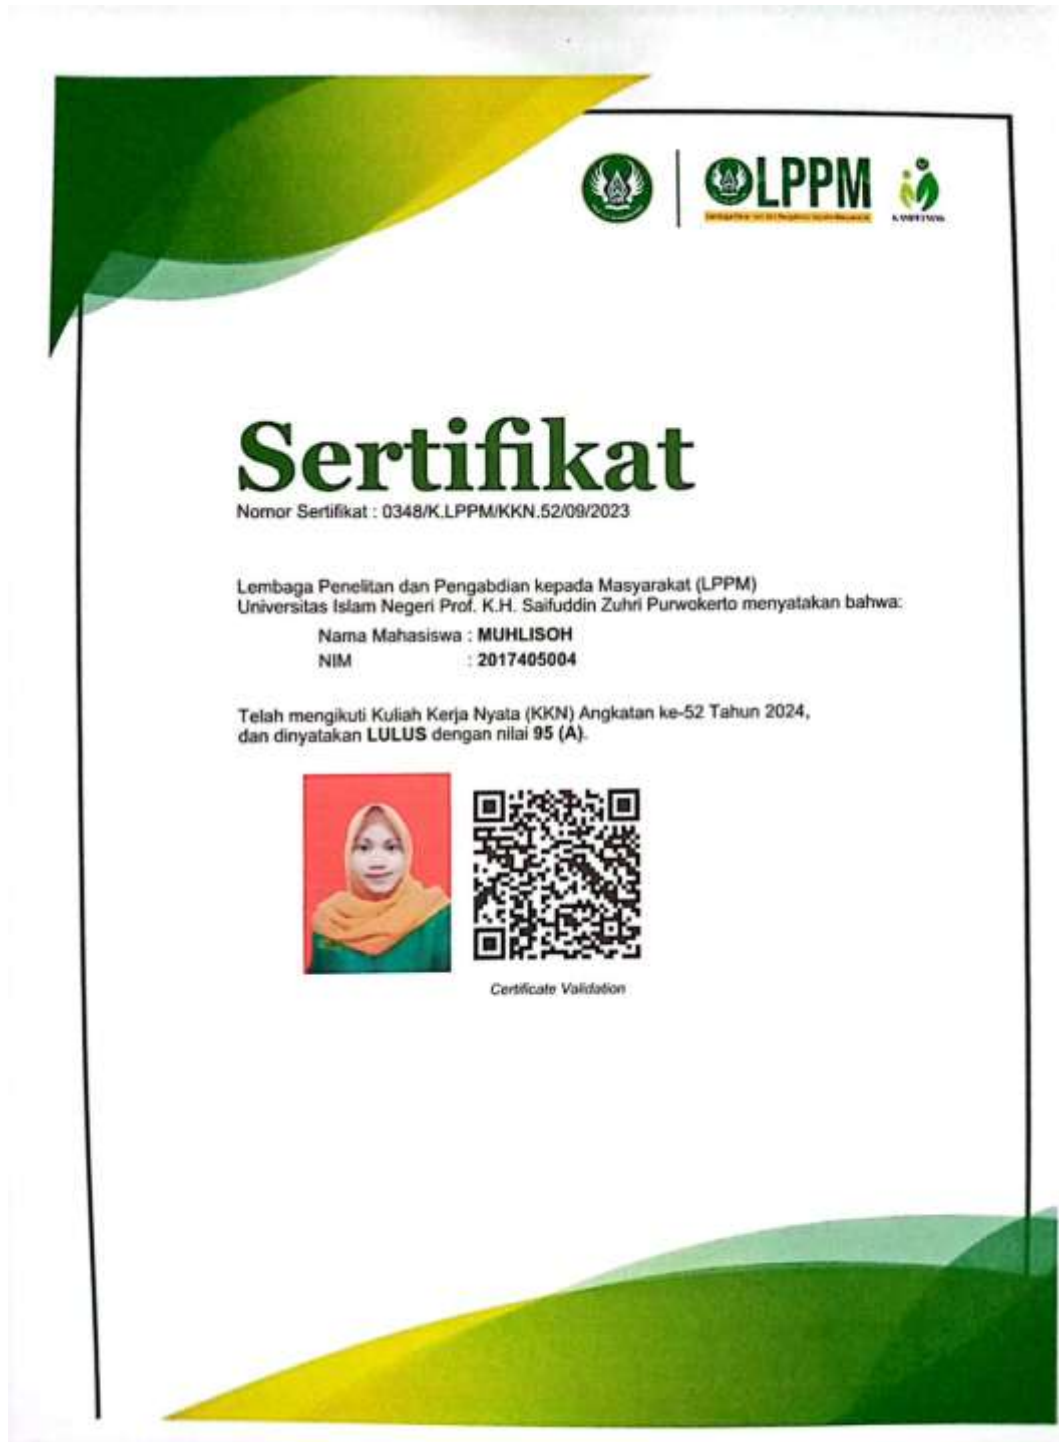 LPPM
KAMPELMAS
Sertifikat
Nomor Sertifikat : 0348/K.LPPM/KKN.52/09/2023
Lembaga Penelitan dan Pengabdian kepada Masyarakat (LPPM)
Universitas Islam Negeri Prof. K.H. Saifuddin Zuhri Purwokerto menyatakan bahwa:
Nama Mahasiswa : MUHLISOH
NIM : 2017405004
Telah mengikuti Kuliah Kerja Nyata (KKN) Angkatan ke-52 Tahun 2024,
dan dinyatakan LULUS dengan nilai 95 (A).
Certificate Validation